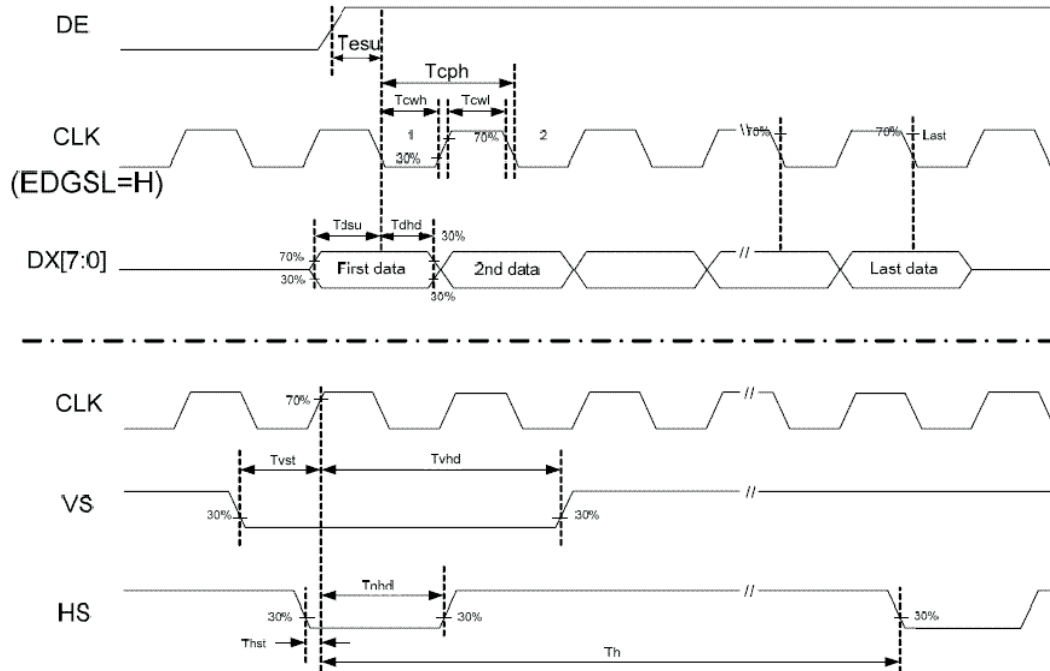 DE
Tesu
Tcph
Tcwh
Tcwl
CLK
1
70%
2
70%
70%
Last
30%
(EDGSL=H)
Tdsu
Tdhd
30%
DX[7:0]
70%
First data
2nd data
//
Last data
30%
30%
CLK
70%
//
Tvst
Tvhd
VS
//
30%
30%
HS
//
30%
30%
30%
Thst
Th